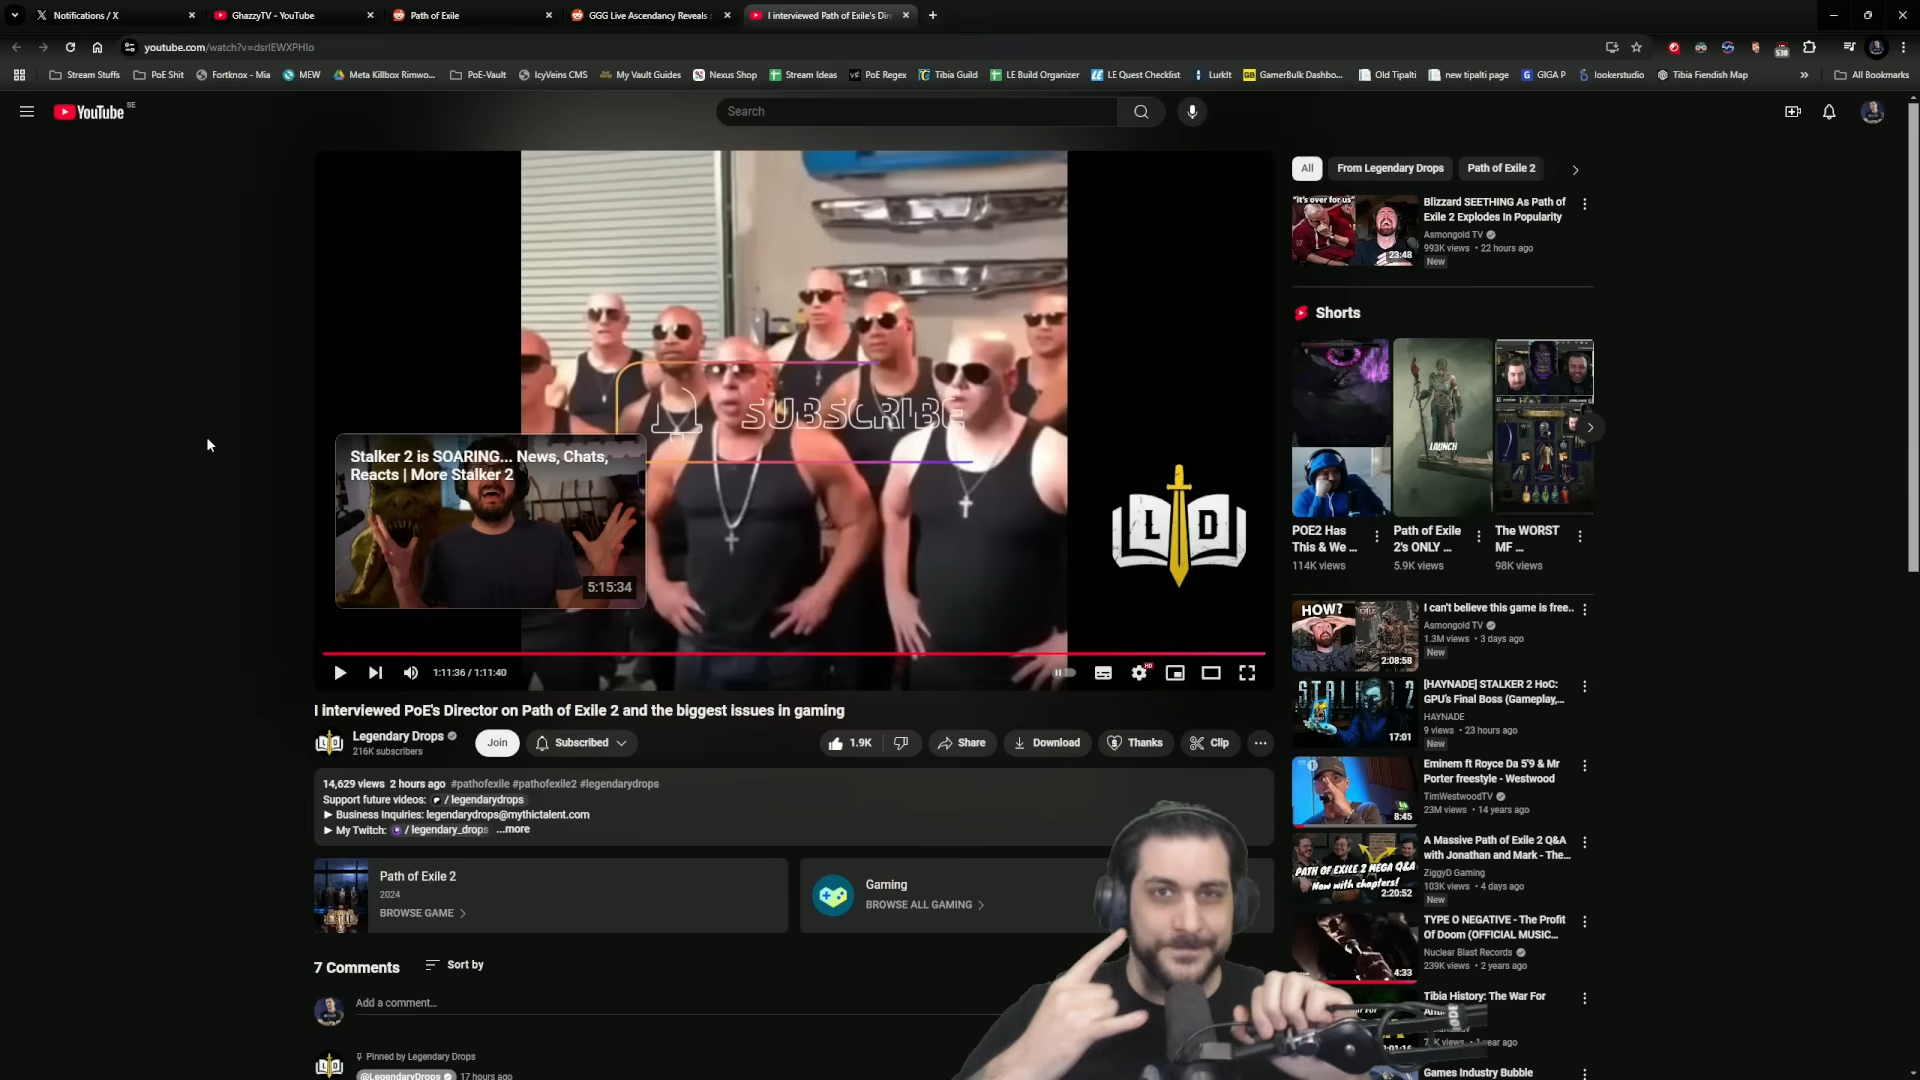 Notifications / X
GhazzyTV - YouTube
Path of Exile
GGG Live Ascendancy Reveals
I interviewed Path of Exile's Dire
youtube.com/watch?v=dsrIEWXPHIo
Stream Stuffs
PoE Shit
Fortknox - Mia
MEW
Meta Killbox Rimwo...
PoE-Vault
IcyVeins CMS
My Vault Guides
Nexus Shop
Stream Ideas
PoE Regex
Tibia Guild
LE Build Organizer
LE Quest Checklist
Lurkit
GamerBulk Dashbo...
Old Tipalti
new tipalti page
GIGA P
lookerstudio
Tibia Fiendish Map
All Bookmarks
YouTube SE
Search
SUBSCRIBE
Stalker 2 is SOARING... News, Chats,
Reacts | More Stalker 2
5:15:34
L D
1:11:36 / 1:11:40
HD
I interviewed PoE's Director on Path of Exile 2 and the biggest issues in gaming
Legendary Drops
216K subscribers
Join
Subscribed
1.9K
Share
Download
Thanks
Clip
14,629 views 2 hours ago #pathofexile #pathofexile2 #legendarydrops
Support future videos: / legendarydrops
► Business Inquiries: legendarydrops@mythictalent.com
► My Twitch: / legendary_drops ...more
Path of Exile 2
2024
BROWSE GAME
Gaming
BROWSE ALL GAMING
7 Comments
Sort by
Add a comment...
Pinned by Legendary Drops
@LegendaryDrops 17 hours ago
All
From Legendary Drops
Path of Exile 2
"it's over for us"
23:48
Blizzard SEETHING As Path of
Exile 2 Explodes In Popularity
Asmongold TV
993K views • 22 hours ago
New
Shorts
LAUNCH
POE2 Has
This & We ...
114K views
Path of Exile
2's ONLY ...
5.9K views
The WORST
MF ...
98K views
HOW?
2:08:58
I can't believe this game is free..
Asmongold TV
1.3M views • 3 days ago
New
STALKER 2
17:01
[HAYNADE] STALKER 2 HoC:
GPU's Final Boss (Gameplay,...
HAYNADE
9 views • 23 hours ago
New
8:45
Eminem ft Royce Da 5'9 & Mr
Porter freestyle - Westwood
TimWestwoodTV
23M views • 14 years ago
PATH OF EXILE 2 MEGA Q&A
Now with chapters!
2:20:52
A Massive Path of Exile 2 Q&A
with Jonathan and Mark - The...
ZiggyD Gaming
103K views • 4 days ago
New
4:33
TYPE O NEGATIVE - The Profit
Of Doom (OFFICIAL MUSIC...
Nuclear Blast Records
239K views • 2 years ago
Tibia History: The War For
Games Industry Bubble